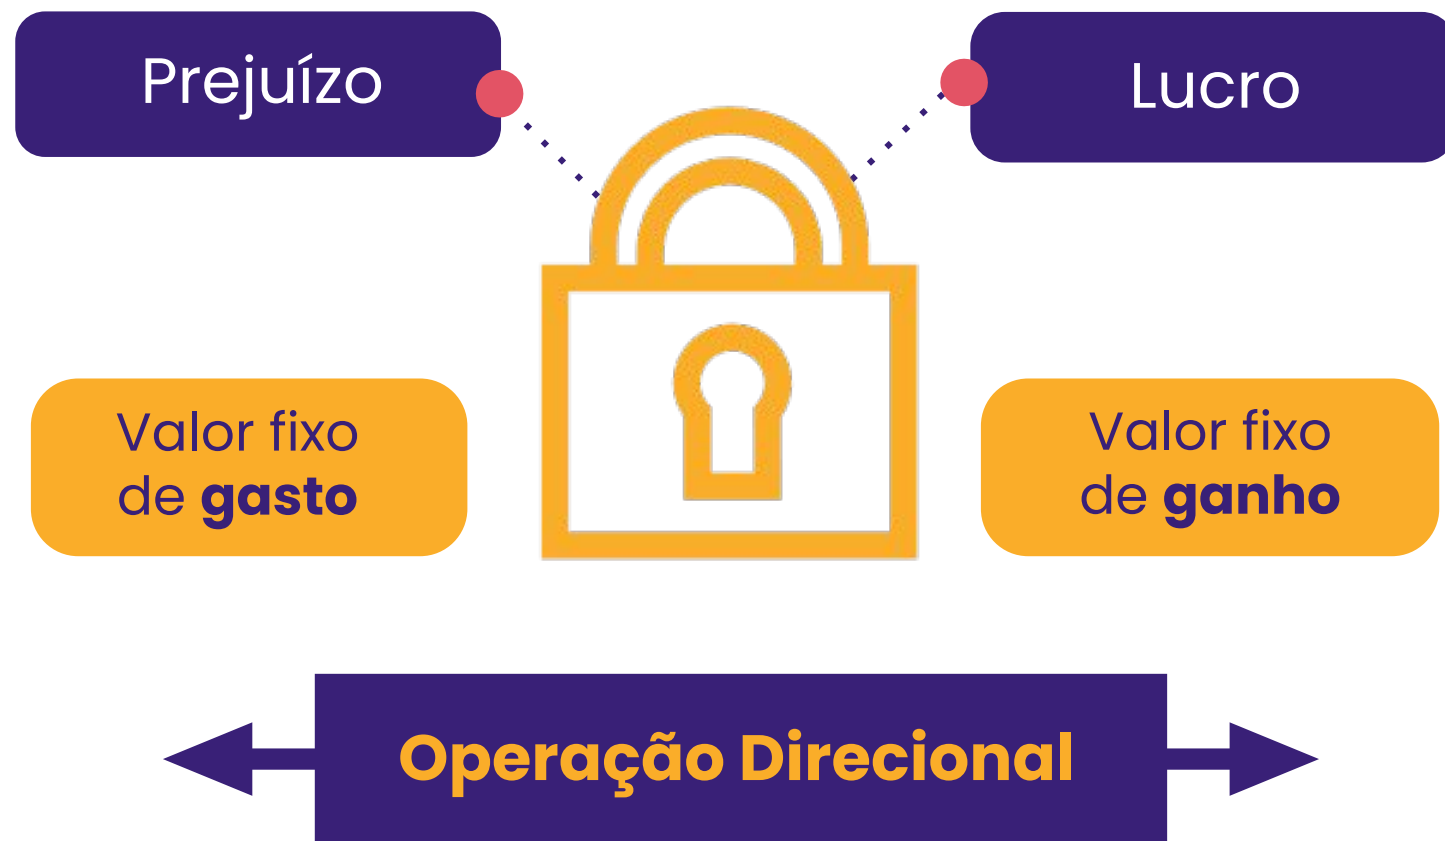 Prejuízo
Lucro
Valor fixo
de gasto
Valor fixo
de ganho
Operação Direcional